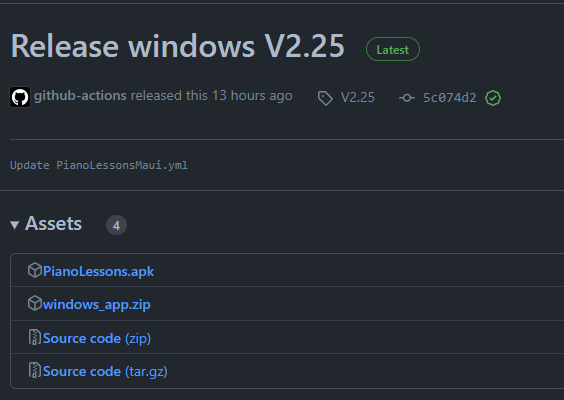 Release windows V2.25 Latest
github-actions released this 13 hours ago V2.25 5c074d2
Update PianoLessonsMaui.yml
Assets 4
PianoLessons.apk
windows_app.zip
Source code (zip)
Source code (tar.gz)